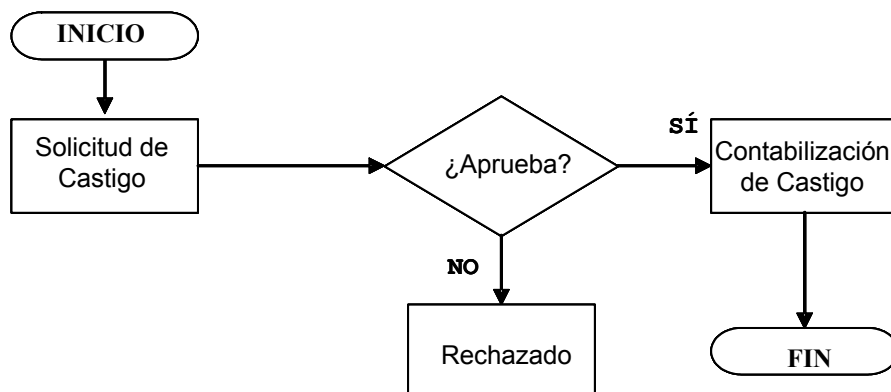 INICIO
Solicitud de
Castigo
¿Aprueba?
SÍ
Contabilización
de Castigo
NO
Rechazado
FIN